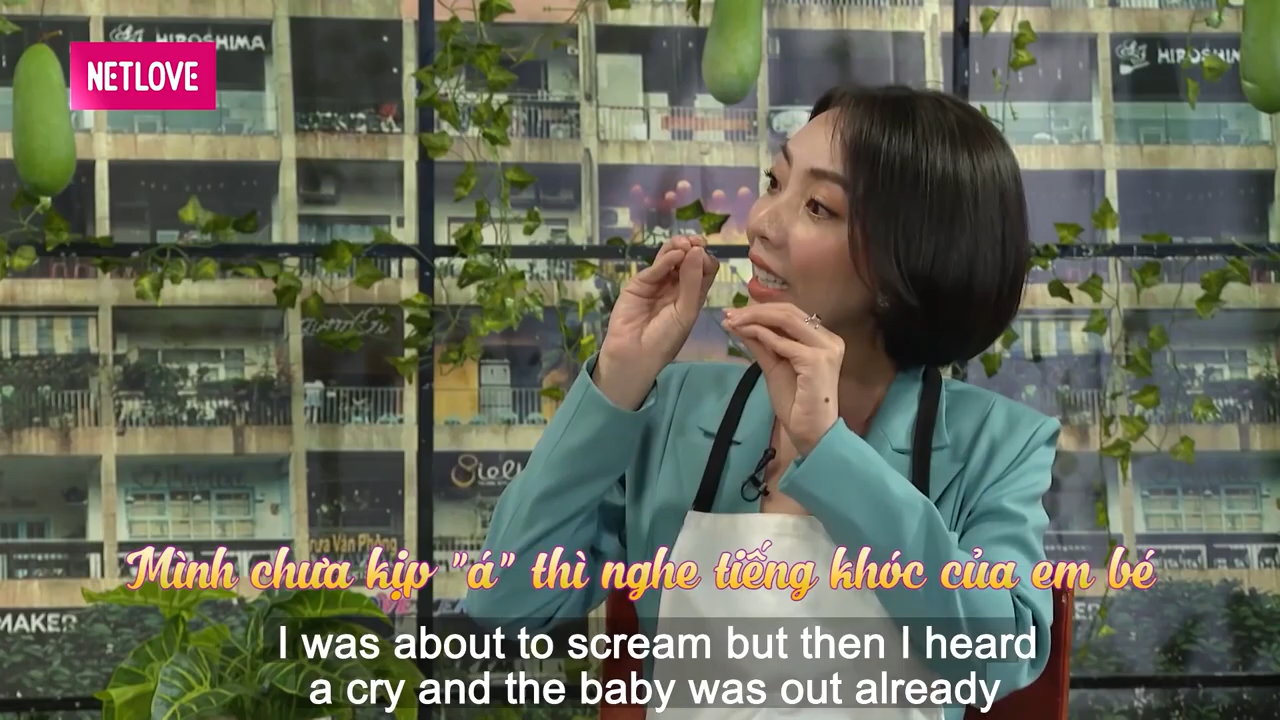 HIROSHIMA
NETLOVE
HIROSHIMA
Mình chưa kịp "á" thì nghe tiếng khóc của em bé
MAKER
I was about to scream but then I heard
a cry and the baby was out already